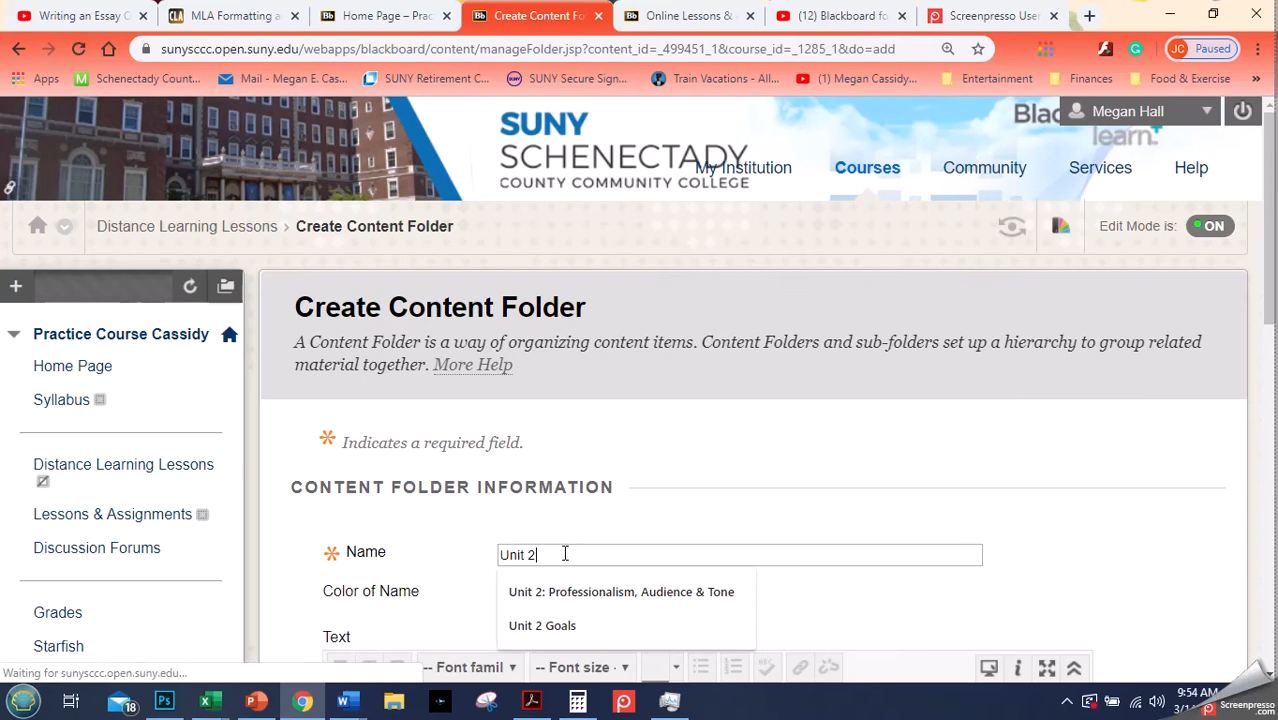 Writing an Essay C
MLA Formatting a
Home Page – Prac
Create Content Fo
Online Lessons &
(12) Blackboard fo
Screenpresso User
sunysccc.open.suny.edu/webapps/blackboard/content/manageFolder.jsp?content_id=_499451_1&course_id=_1285_1&do=add
JC Paused
Apps
Schenectady Count...
Mail - Megan E. Cas...
SUNY Retirement C...
SUNY Secure Sign...
Train Vacations - All...
(1) Megan Cassidy...
Entertainment
Finances
Food & Exercise
SUNY
SCHENECTADY
COUNTY COMMUNITY COLLEGE
Blac
learn
Megan Hall
My Institution
Courses
Community
Services
Help
Distance Learning Lessons > Create Content Folder
Edit Mode is: ON
Practice Course Cassidy
Home Page
Syllabus
Distance Learning Lessons
Lessons & Assignments
Discussion Forums
Grades
Starfish
Create Content Folder
A Content Folder is a way of organizing content items. Content Folders and sub-folders set up a hierarchy to group related
material together. More Help
Indicates a required field.
CONTENT FOLDER INFORMATION
Name
Unit 2
Color of Name
Unit 2: Professionalism, Audience & Tone
Unit 2 Goals
Text
-- Font famil
-- Font size -
Waiting for sunysccc.open.suny.edu...
18
9:54 AM
3/1
Screenpresso
.com